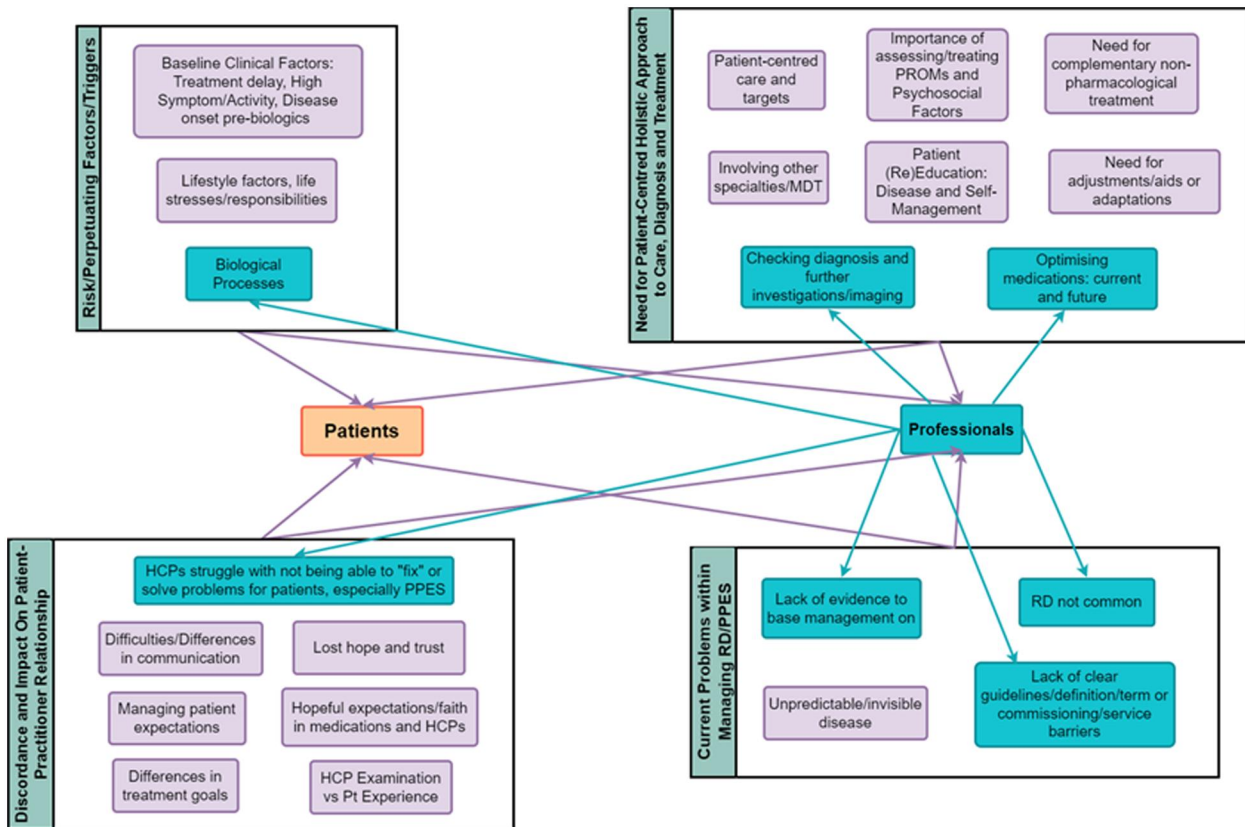 Risk/Perpetuating Factors/Triggers
Baseline Clinical Factors:
Treatment delay, High
Symptom/Activity, Disease
onset pre-biologics
Lifestyle factors, life
stresses/responsibilities
Biological
Processes
Need for Patient-Centred Holistic Approach
to Care, Diagnosis and Treatment
Patient-centred
care and
targets
Importance of
assessing/treating
PROMs and
Psychosocial
Factors
Need for
complementary non-
pharmacological
treatment
Involving other
specialties/MDT
Patient
(Re)Education:
Disease and Self-
Management
Need for
adjustments/aids or
adaptations
Checking diagnosis and
further
investigations/imaging
Optimising
medications: current
and future
Patients
Professionals
Discordance and Impact On Patient-
Practitioner Relationship
HCPs struggle with not being able to "fix" or
solve problems for patients, especially PPES
Difficulties/Differences
in communication
Lost hope and trust
Managing patient
expectations
Hopeful expectations/faith
in medications and HCPs
Differences in
treatment goals
HCP Examination
vs Pt Experience
Current Problems within
Managing RD/PPES
Lack of evidence to
base management on
RD not common
Unpredictable/invisible
disease
Lack of clear
guidelines/definition/term or
commissioning/service
barriers